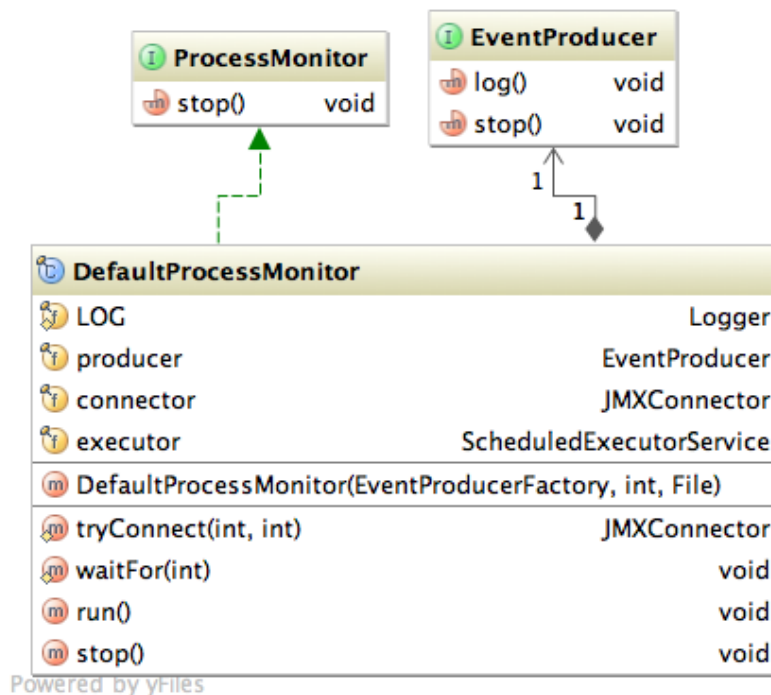 ProcessMonitor
stop() void
EventProducer
log() void
stop() void
1
1
DefaultProcessMonitor
LOG Logger
producer EventProducer
connector JMXConnector
executor ScheduledExecutorService
DefaultProcessMonitor(EventProducerFactory, int, File)
tryConnect(int, int) JMXConnector
waitFor(int) void
run() void
stop() void
Powered by yFiles